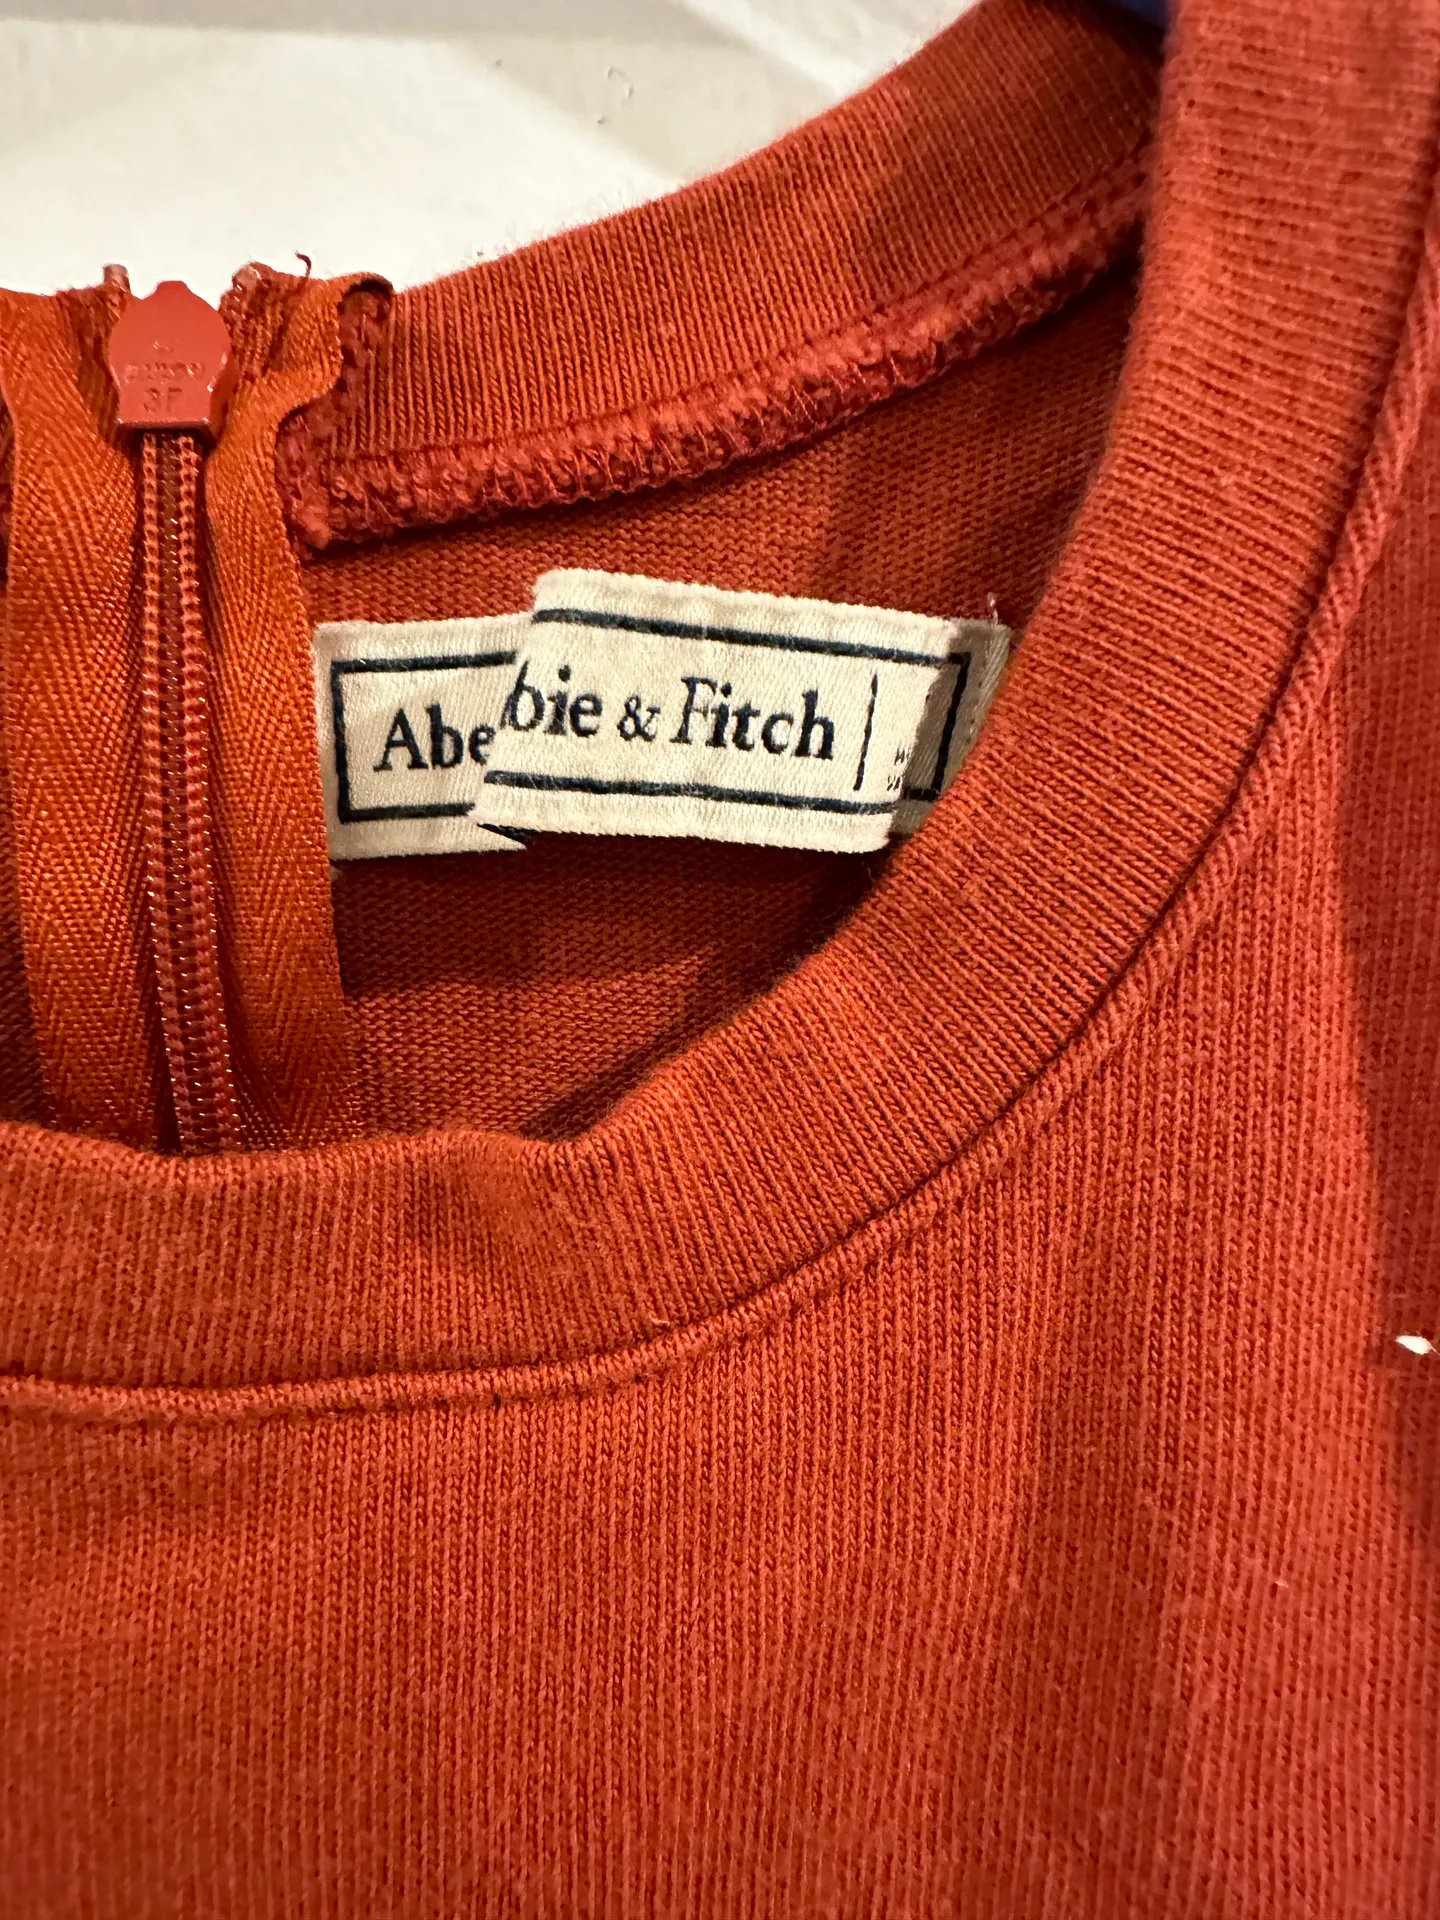 Abe bie & Fitch
3F